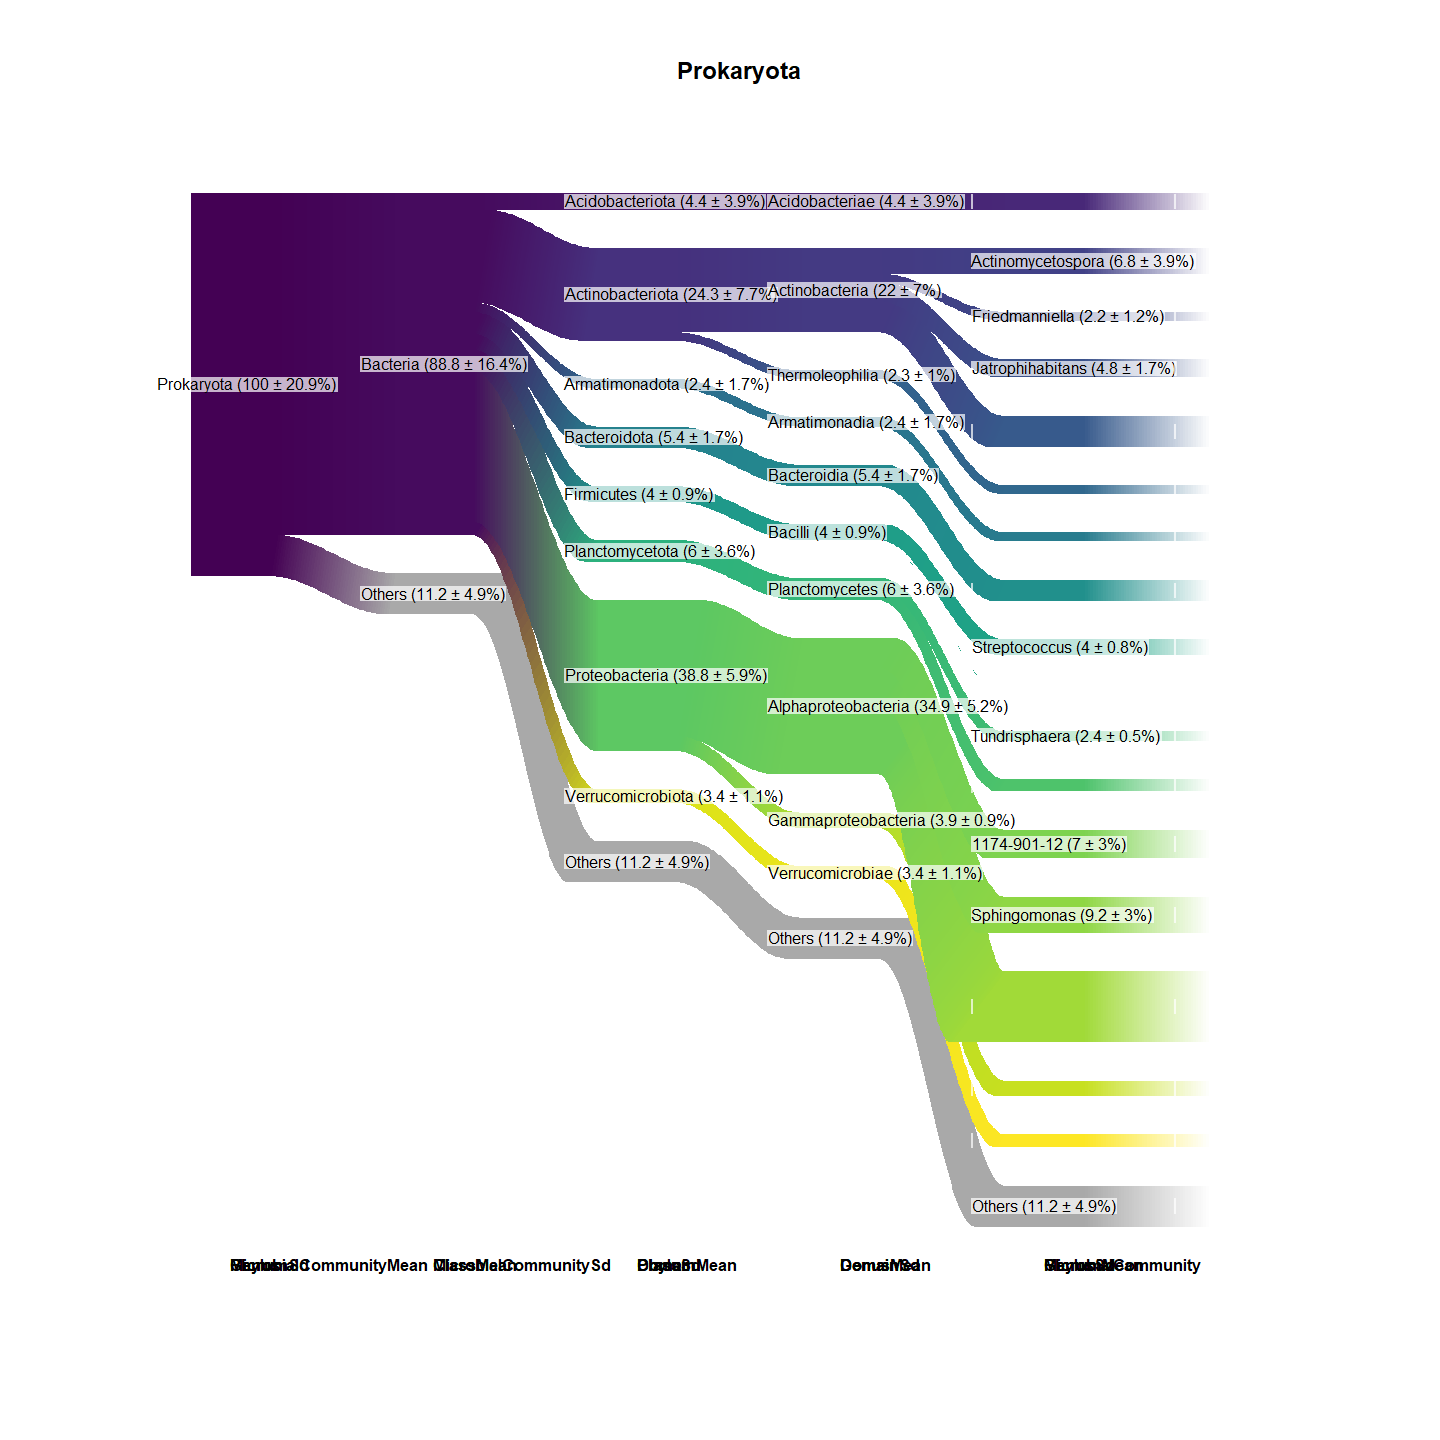 Prokaryota
Prokaryota (100 ± 20.9%)
Bacteria (88.8 ± 16.4%)
Others (11.2 ± 4.9%)
Acidobacteriota (4.4 ± 3.9%)
Actinobacteriota (24.3 ± 7.7%)
Armatimonadota (2.4 ± 1.7%)
Bacteroidota (5.4 ± 1.7%)
Firmicutes (4 ± 0.9%)
Planctomycetota (6 ± 3.6%)
Proteobacteria (38.8 ± 5.9%)
Verrucomicrobiota (3.4 ± 1.1%)
Others (11.2 ± 4.9%)
Acidobacteriae (4.4 ± 3.9%)
Actinobacteria (22 ± 7%)
Thermoleophilia (2.3 ± 1%)
Armatimonadia (2.4 ± 1.7%)
Bacteroidia (5.4 ± 1.7%)
Bacilli (4 ± 0.9%)
Planctomycetes (6 ± 3.6%)
Alphaproteobacteria (34.9 ± 5.2%)
Gammaproteobacteria (3.9 ± 0.9%)
Verrucomicrobiae (3.4 ± 1.1%)
Others (11.2 ± 4.9%)
Actinomycetospora (6.8 ± 3.9%)
Friedmanniella (2.2 ± 1.2%)
Jatrophihabitans (4.8 ± 1.7%)
Streptococcus (4 ± 0.8%)
Tundrisphaera (2.4 ± 0.5%)
1174-901-12 (7 ± 3%)
Sphingomonas (9.2 ± 3%)
Others (11.2 ± 4.9%)